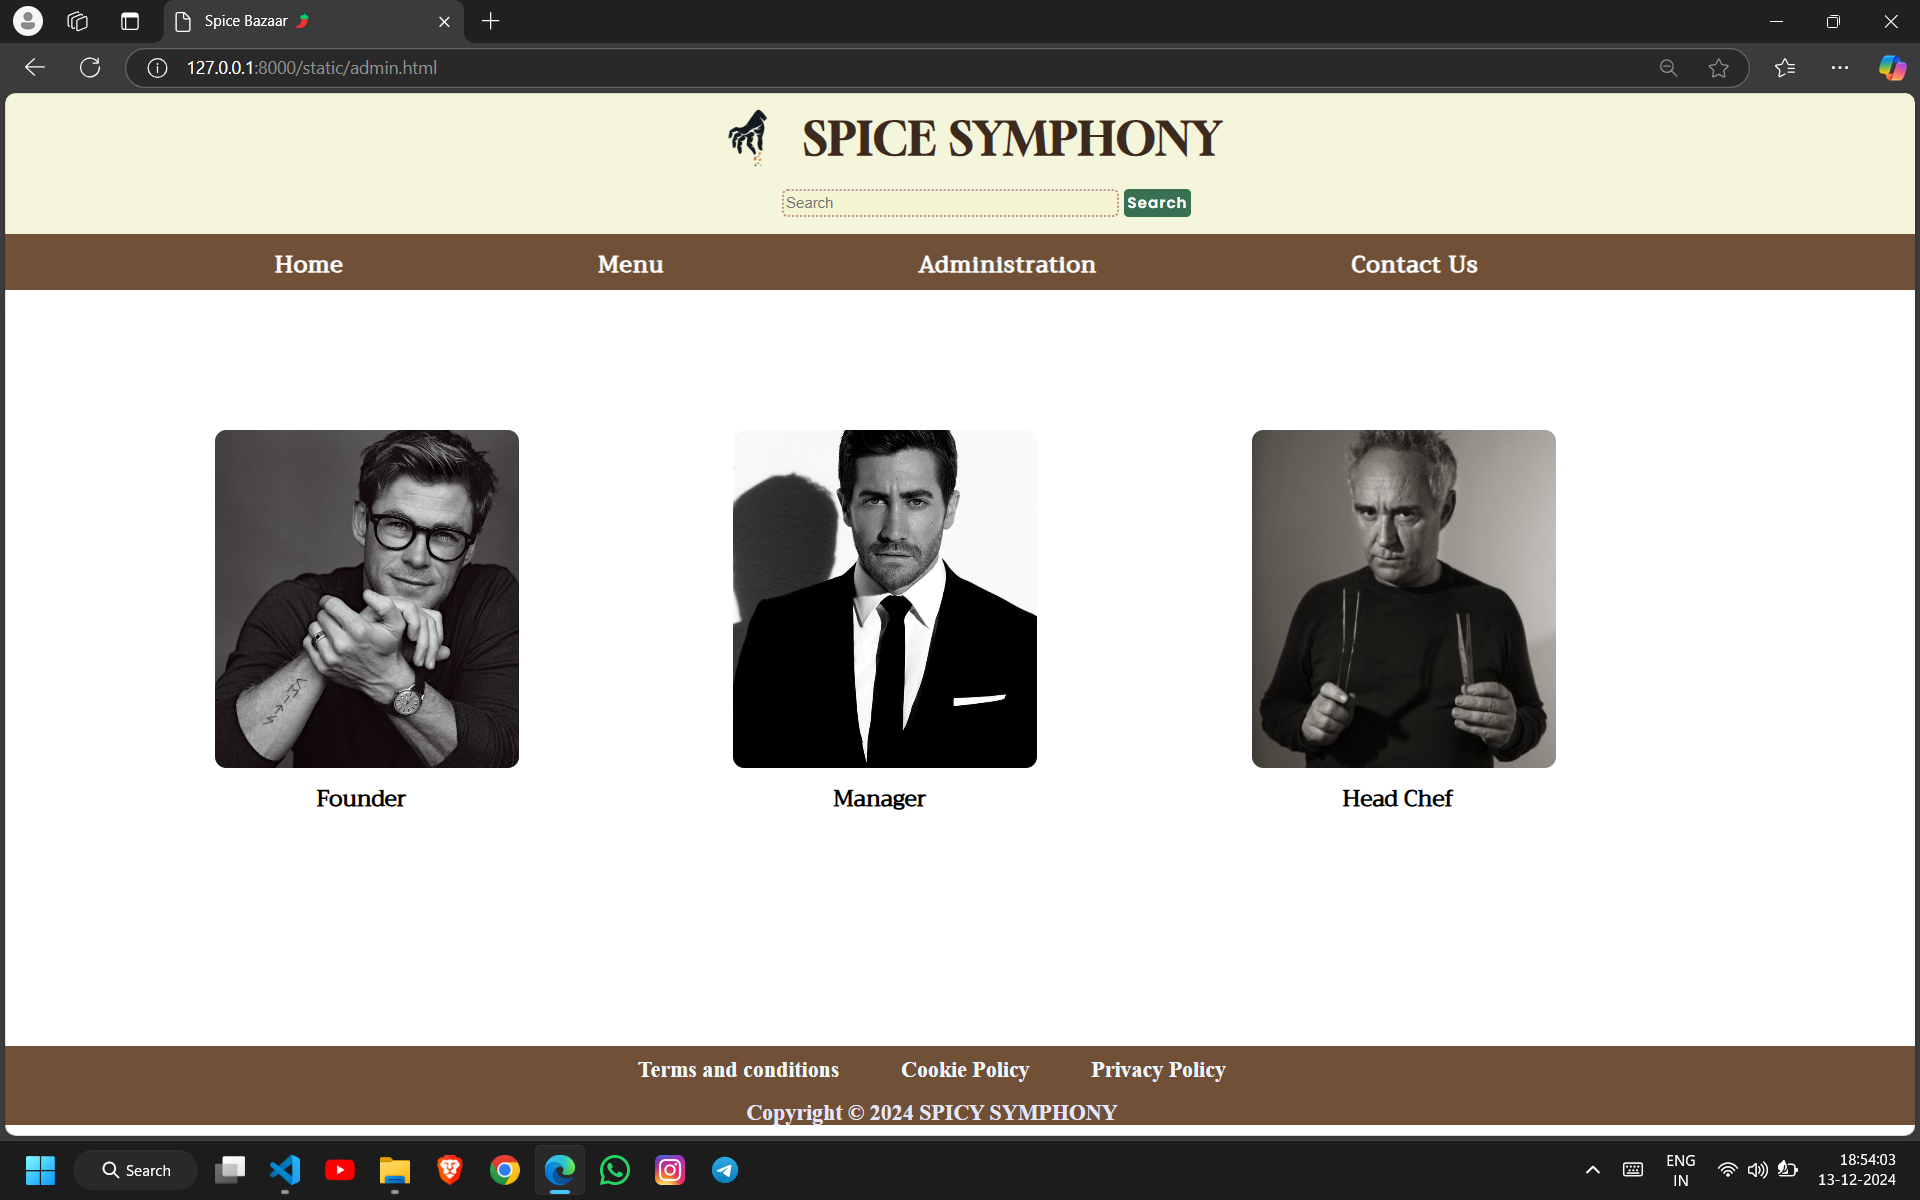 Spice Bazaar
127.0.0.1:8000/static/admin.html
SPICE SYMPHONY
Search Search
Home Menu Administration Contact Us
Founder Manager Head Chef
Terms and conditions Cookie Policy Privacy Policy
Copyright © 2024 SPICY SYMPHONY
Search
ENG
IN
18:54:03
13-12-2024